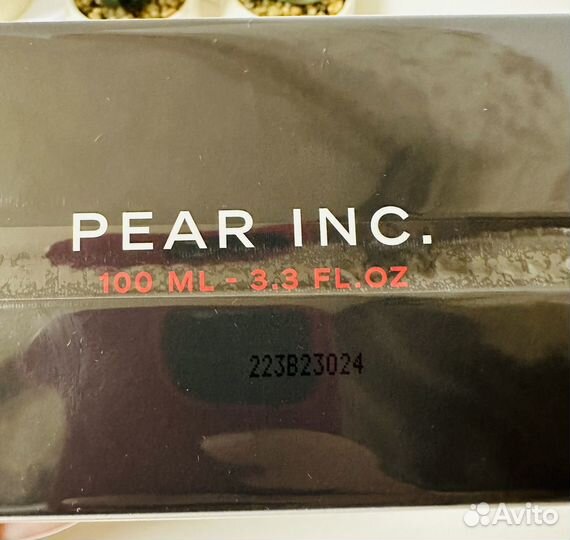 PEAR INC.
100 ML - 3.3 FL.OZ
223B23024
Avito